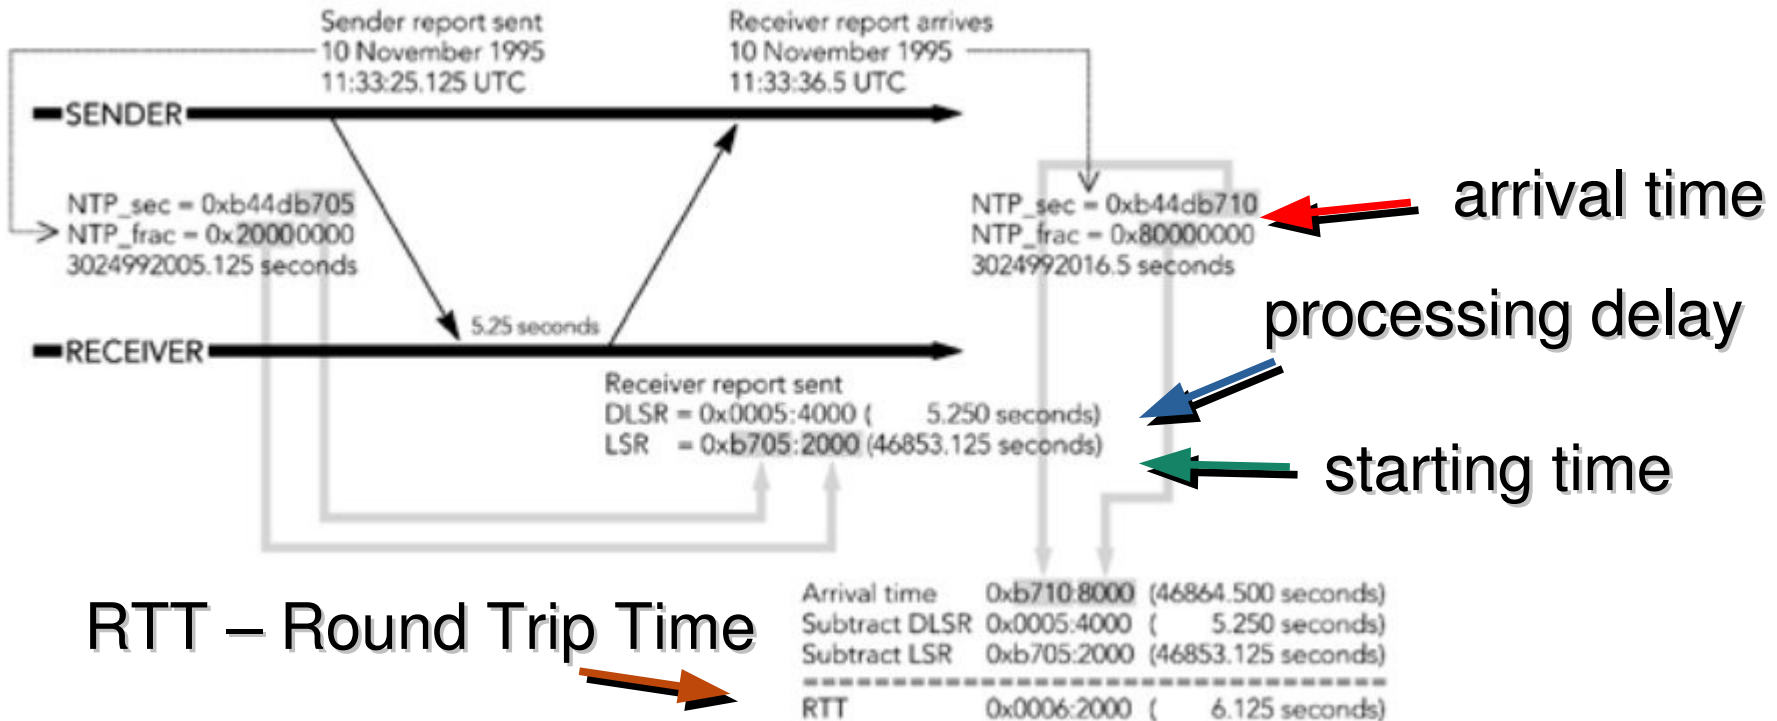 Sender report sent
10 November 1995
11:33:25.125 UTC
Receiver report arrives
10 November 1995
11:33:36.5 UTC
SENDER
NTP_sec = 0xb44db705
NTP_frac = 0x20000000
3024992005.125 seconds
NTP_sec = 0xb44db710
NTP_frac = 0x80000000
3024992016.5 seconds
arrival time
processing delay
5.25 seconds
RECEIVER
Receiver report sent
DLSR = 0x0005:4000 ( 5.250 seconds)
LSR = 0xb705:2000 (46853.125 seconds)
starting time
RTT – Round Trip Time
Arrival time 0xb710:8000 (46864.500 seconds)
Subtract DLSR 0x0005:4000 ( 5.250 seconds)
Subtract LSR 0xb705:2000 (46853.125 seconds)
RTT 0x0006:2000 ( 6.125 seconds)